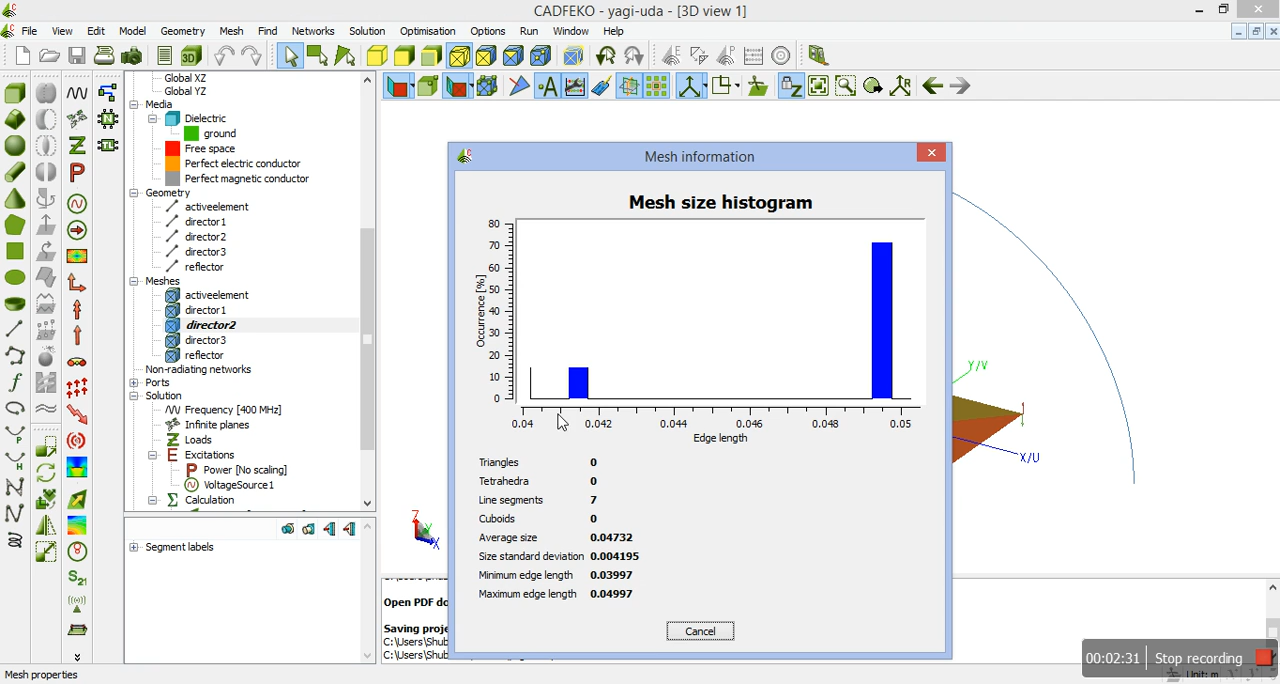 CADFEKO - yagi-uda - [3D view 1]
File View Edit Model Geometry Mesh Find Networks Solution Optimisation Options Run Window Help
Global XZ
Global YZ
Media
Dielectric
ground
Free space
Perfect electric conductor
Perfect magnetic conductor
Geometry
activeelement
director1
director2
director3
reflector
Meshes
activeelement
director1
director2
director3
reflector
Non-radiating networks
Ports
Solution
Frequency [400 MHz]
Infinite planes
Loads
Excitations
Power [No scaling]
VoltageSource1
Calculation
Segment labels
Mesh information
Mesh size histogram
80
70
60
50
40
30
20
10
0
Occurrence [%]
0.04 0.042 0.044 0.046 0.048 0.05
Edge length
Triangles 0
Tetrahedra 0
Line segments 7
Cuboids 0
Average size 0.04732
Size standard deviation 0.004195
Minimum edge length 0.03997
Maximum edge length 0.04997
Cancel
Y/V
X/U
Z
Y
X
Open PDF do
Saving proje
C:\Users\Shub
C:\Users\Shub
00:02:31 Stop recording
Mesh properties
Unit: m